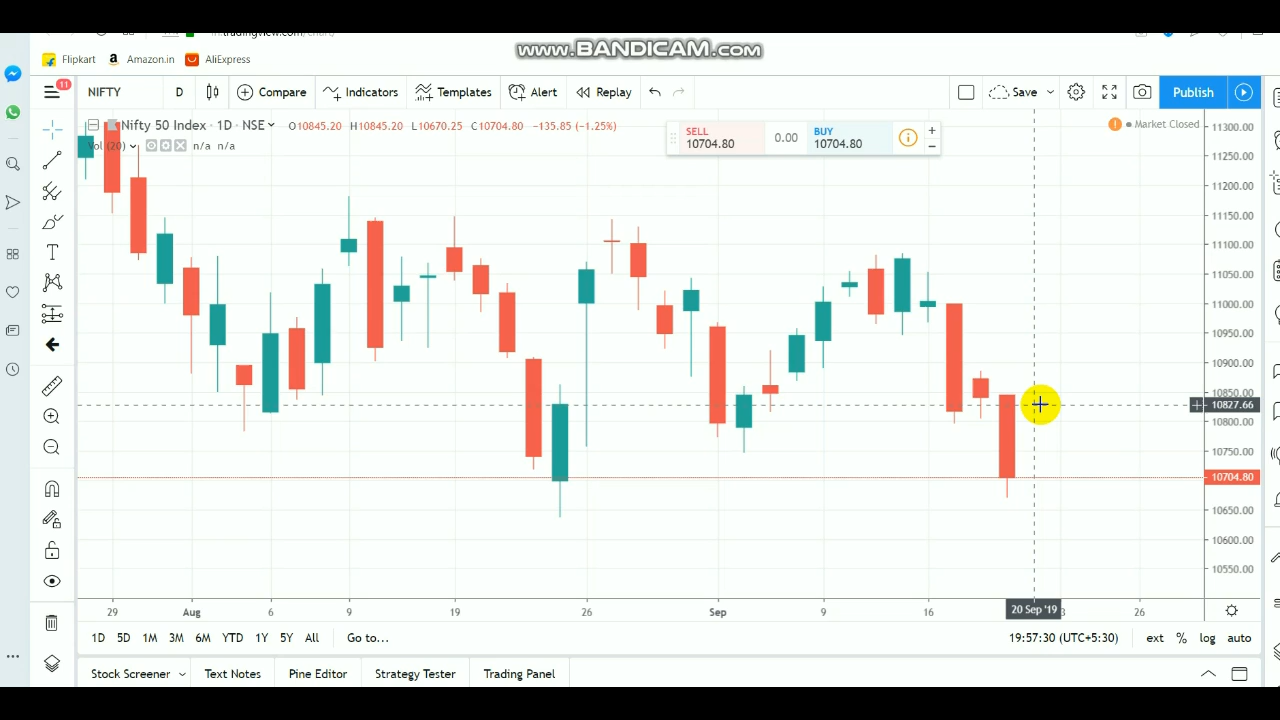 www.BANDICAM.com
Flipkart Amazon.in AliExpress
11
NIFTY D Compare Indicators Templates Alert Replay Save Publish
Nifty 50 Index · 1D · NSE O10845.20 H10845.20 L10670.25 C10704.80 −135.85 (−1.25%)
Vol (20) n/a n/a
SELL
10704.80
0.00
BUY
10704.80
Market Closed
11300.00
11250.00
11200.00
11150.00
11100.00
11050.00
11000.00
10950.00
10900.00
10850.00
10827.66
10800.00
10750.00
10704.80
10650.00
10600.00
10550.00
29 Aug 6 9 19 26 Sep 9 16 20 Sep '19 26
1D 5D 1M 3M 6M YTD 1Y 5Y All Go to... 19:57:30 (UTC+5:30) ext % log auto
Stock Screener Text Notes Pine Editor Strategy Tester Trading Panel